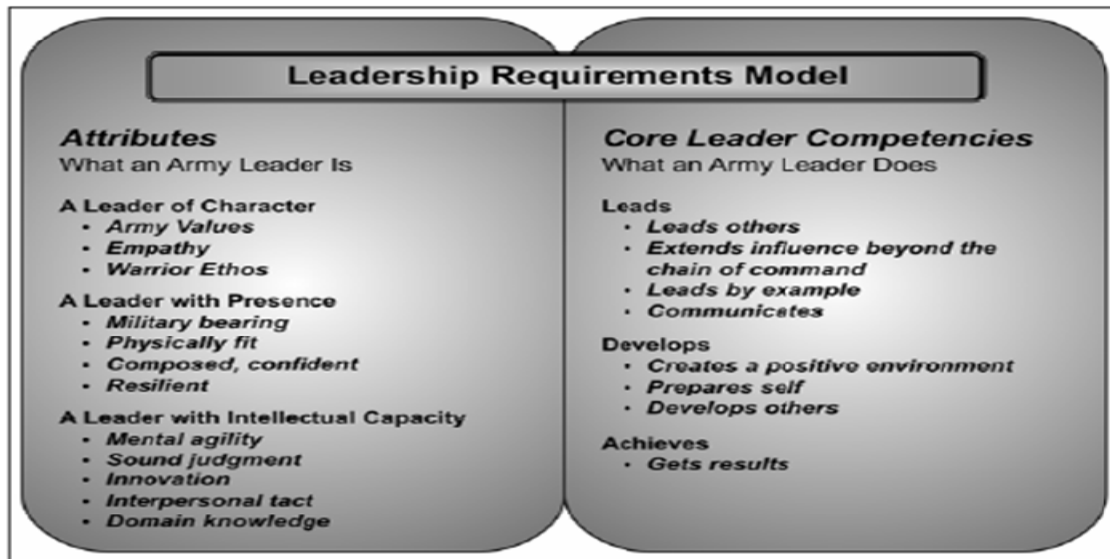 Leadership Requirements Model
Attributes
What an Army Leader Is
A Leader of Character
• Army Values
• Empathy
• Warrior Ethos
A Leader with Presence
• Military bearing
• Physically fit
• Composed, confident
• Resilient
A Leader with Intellectual Capacity
• Mental agility
• Sound judgment
• Innovation
• Interpersonal tact
• Domain knowledge
Core Leader Competencies
What an Army Leader Does
Leads
• Leads others
• Extends influence beyond the
chain of command
• Leads by example
• Communicates
Develops
• Creates a positive environment
• Prepares self
• Develops others
Achieves
• Gets results